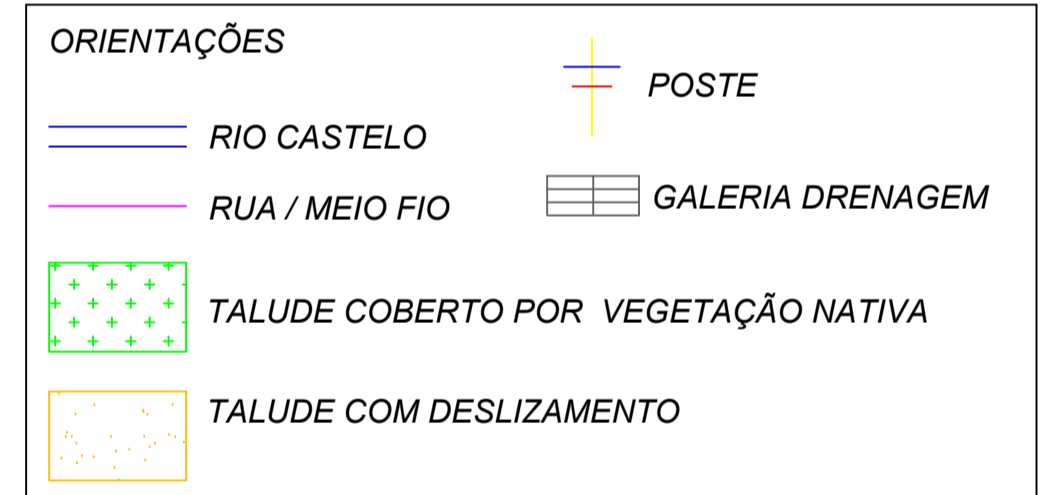 ORIENTAÇÕES
POSTE
RIO CASTELO
RUA / MEIO FIO
GALERIA DRENAGEM
TALUDE COBERTO POR VEGETAÇÃO NATIVA
TALUDE COM DESLIZAMENTO